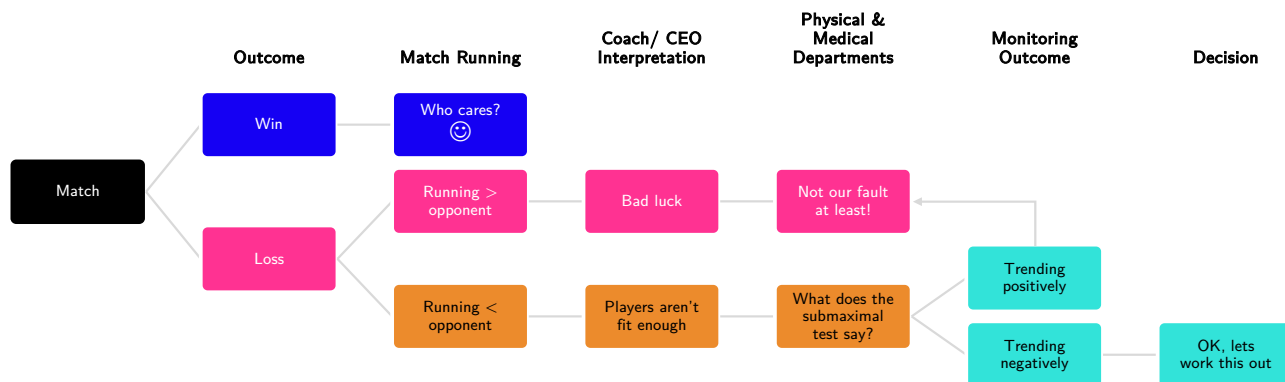 Outcome
Match Running
Coach/ CEO
Interpretation
Physical &
Medical
Departments
Monitoring
Outcome
Decision
Match
Win
Who cares?
Loss
Running >
opponent
Bad luck
Not our fault
at least!
Running <
opponent
Players aren't
fit enough
What does the
submaximal
test say?
Trending
positively
Trending
negatively
OK, lets
work this out